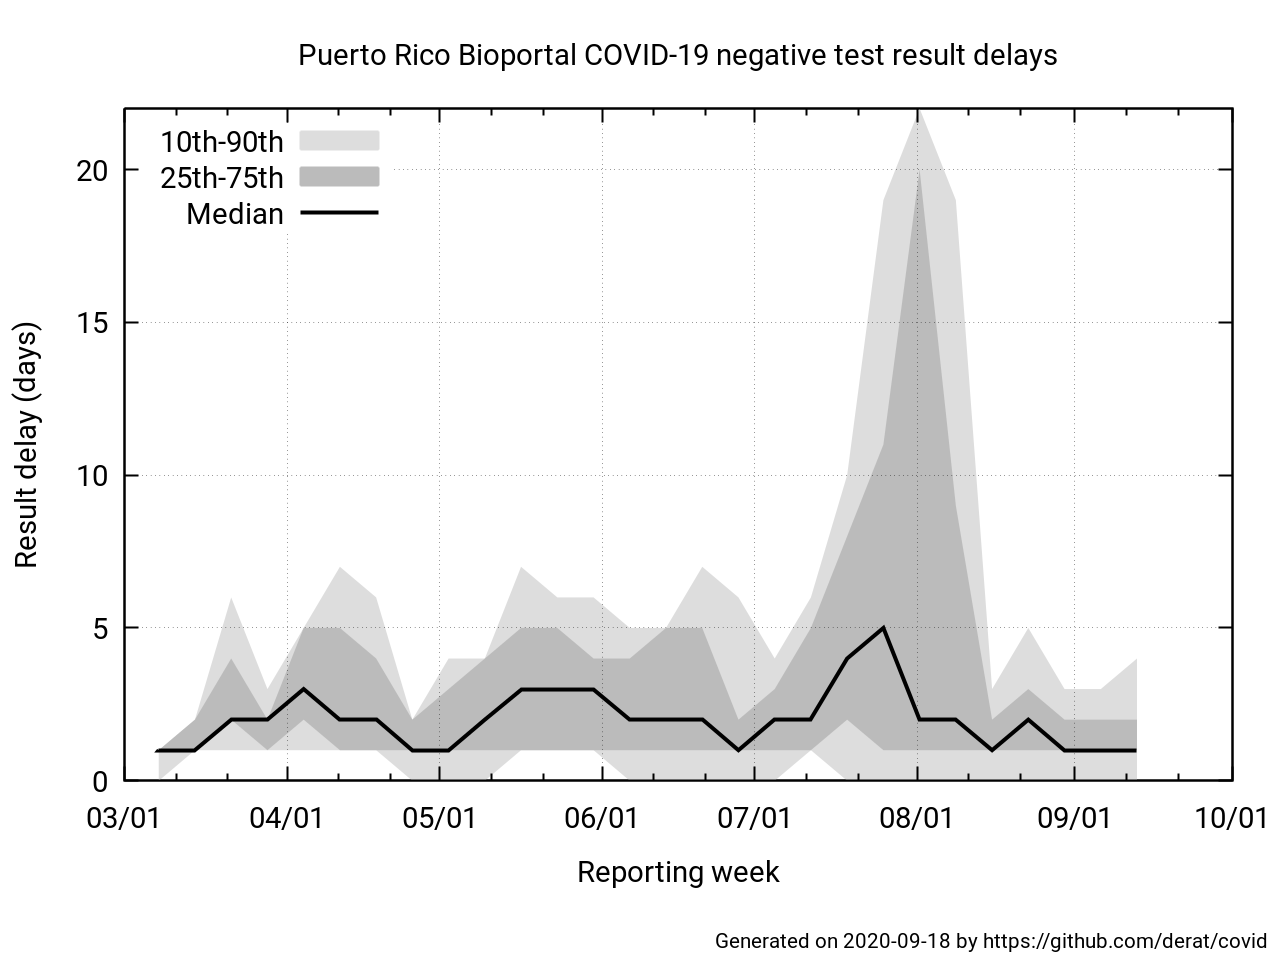 Puerto Rico Bioportal COVID-19 negative test result delays
10th-90th
25th-75th
Median
20
15
10
5
0
Result delay (days)
03/01 04/01 05/01 06/01 07/01 08/01 09/01 10/01
Reporting week
Generated on 2020-09-18 by https://github.com/derat/covid